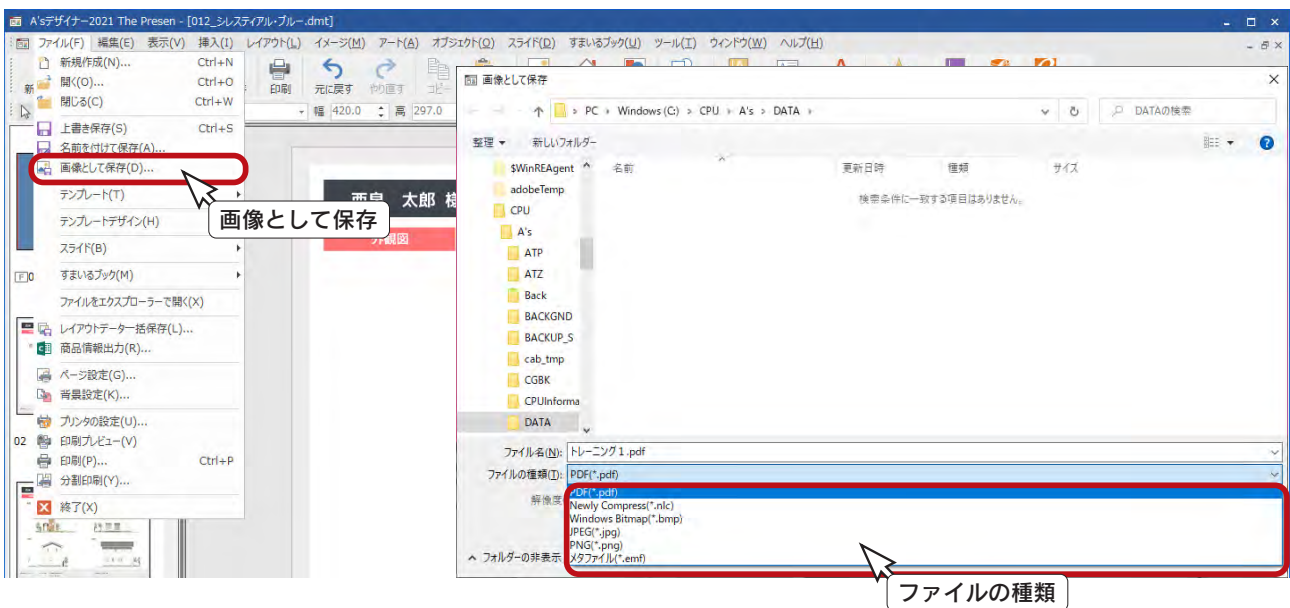 A'sデザイナー2021 The Presen - [012_シレスティアル・ブルー.dmt]
ファイル(F) 編集(E) 表示(V) 挿入(I) レイアウト(L) イメージ(M) アート(A) オブジェクト(O) スライド(D) すまいるブック(U) ツール(T) ウィンドウ(W) ヘルプ(H)
新規作成(N)... Ctrl+N
開く(O)... Ctrl+O
閉じる(C) Ctrl+W
上書き保存(S) Ctrl+S
名前を付けて保存(A)...
画像として保存(D)...
テンプレート(T)
テンプレートデザイン(H)
スライド(B)
すまいるブック(M)
ファイルをエクスプローラーで開く(X)
レイアウトデーター括保存(L)...
商品情報出力(R)...
ページ設定(G)...
背景設定(K)...
プリンタの設定(U)...
印刷プレビュー(V)
印刷(P)... Ctrl+P
分割印刷(Y)...
終了(X)
新
02
印刷 元に戻す やり直す コピー
幅 420.0 高 297.0
太郎 様
外観図
画像として保存
画像として保存
PC › Windows (C:) › CPU › A's › DATA ›
DATAの検索
整理 新しいフォルダー
名前 更新日時 種類 サイズ
検索条件に一致する項目はありません。
$WinREAgent
adobeTemp
CPU
A's
ATP
ATZ
Back
BACKGND
BACKUP_S
cab_tmp
CGBK
CPUInforma
DATA
ファイル名(N): トレーニング1.pdf
ファイルの種類(T): PDF(*.pdf)
解像度
PDF(*.pdf)
Newly Compress(*.nlc)
Windows Bitmap(*.bmp)
JPEG(*.jpg)
PNG(*.png)
メタファイル(*.emf)
フォルダーの非表示
ファイルの種類